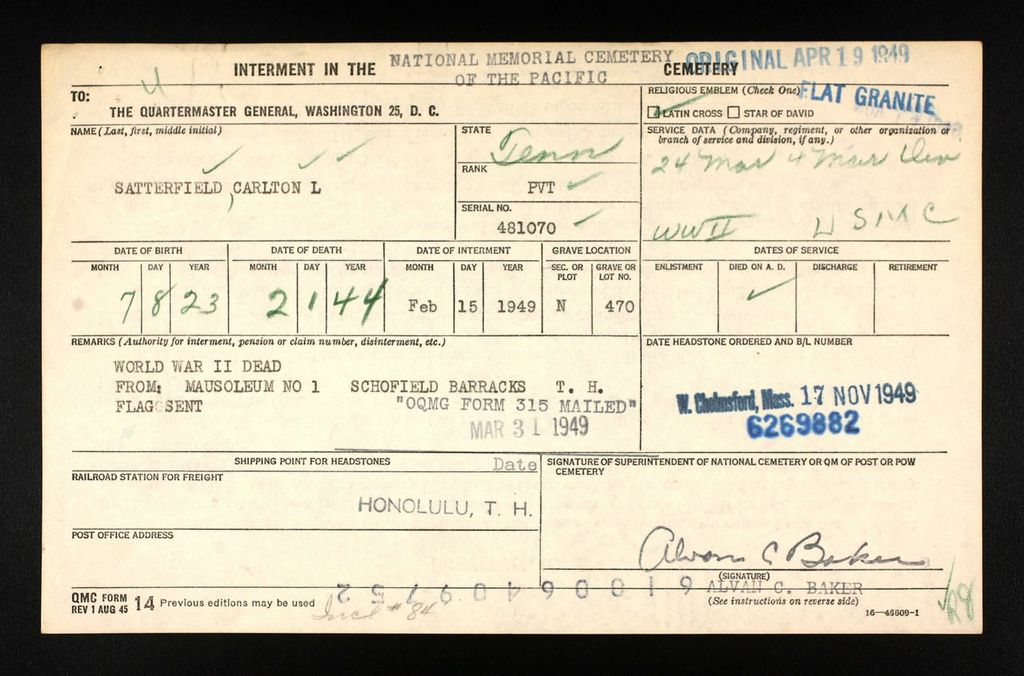 INTERMENT IN THE NATIONAL MEMORIAL CEMETERY OF THE PACIFIC CEMETERY
ORIGINAL APR 19 1949
TO:
THE QUARTERMASTER GENERAL, WASHINGTON 25, D. C.
RELIGIOUS EMBLEM (Check One)
FLAT GRANITE
LATIN CROSS STAR OF DAVID
NAME (Last, first, middle initial)
SATTERFIELD, CARLTON L
STATE
Tenn
RANK
PVT
SERIAL NO.
481070
SERVICE DATA (Company, regiment, or other organization or branch of service and division, if any.)
24 Mar 4 Mar Div
WW II USMC
DATE OF BIRTH
MONTH DAY YEAR
7 8 23
DATE OF DEATH
MONTH DAY YEAR
2 1 44
DATE OF INTERMENT
MONTH DAY YEAR
Feb 15 1949
GRAVE LOCATION
SEC. OR PLOT
GRAVE OR LOT NO.
N 470
DATES OF SERVICE
ENLISTMENT DIED ON A. D. DISCHARGE RETIREMENT
REMARKS (Authority for interment, pension or claim number, disinterment, etc.)
WORLD WAR II DEAD
FROM: MAUSOLEUM NO 1 SCHOFIELD BARRACKS T. H.
FLAG SENT "OQMG FORM 315 MAILED"
MAR 31 1949
DATE HEADSTONE ORDERED AND B/L NUMBER
W. Chelmsford, Mass. 17 NOV 1949
6269882
SHIPPING POINT FOR HEADSTONES
Date
RAILROAD STATION FOR FREIGHT
HONOLULU, T. H.
POST OFFICE ADDRESS
SIGNATURE OF SUPERINTENDENT OF NATIONAL CEMETERY OR QM OF POST OR POW CEMETERY
Alvan C Baker
(SIGNATURE)
ALVAN C. BAKER
(See instructions on reverse side)
QMC FORM 14 Previous editions may be used
REV 1 AUG 45
Incl # 84
16—46609-1